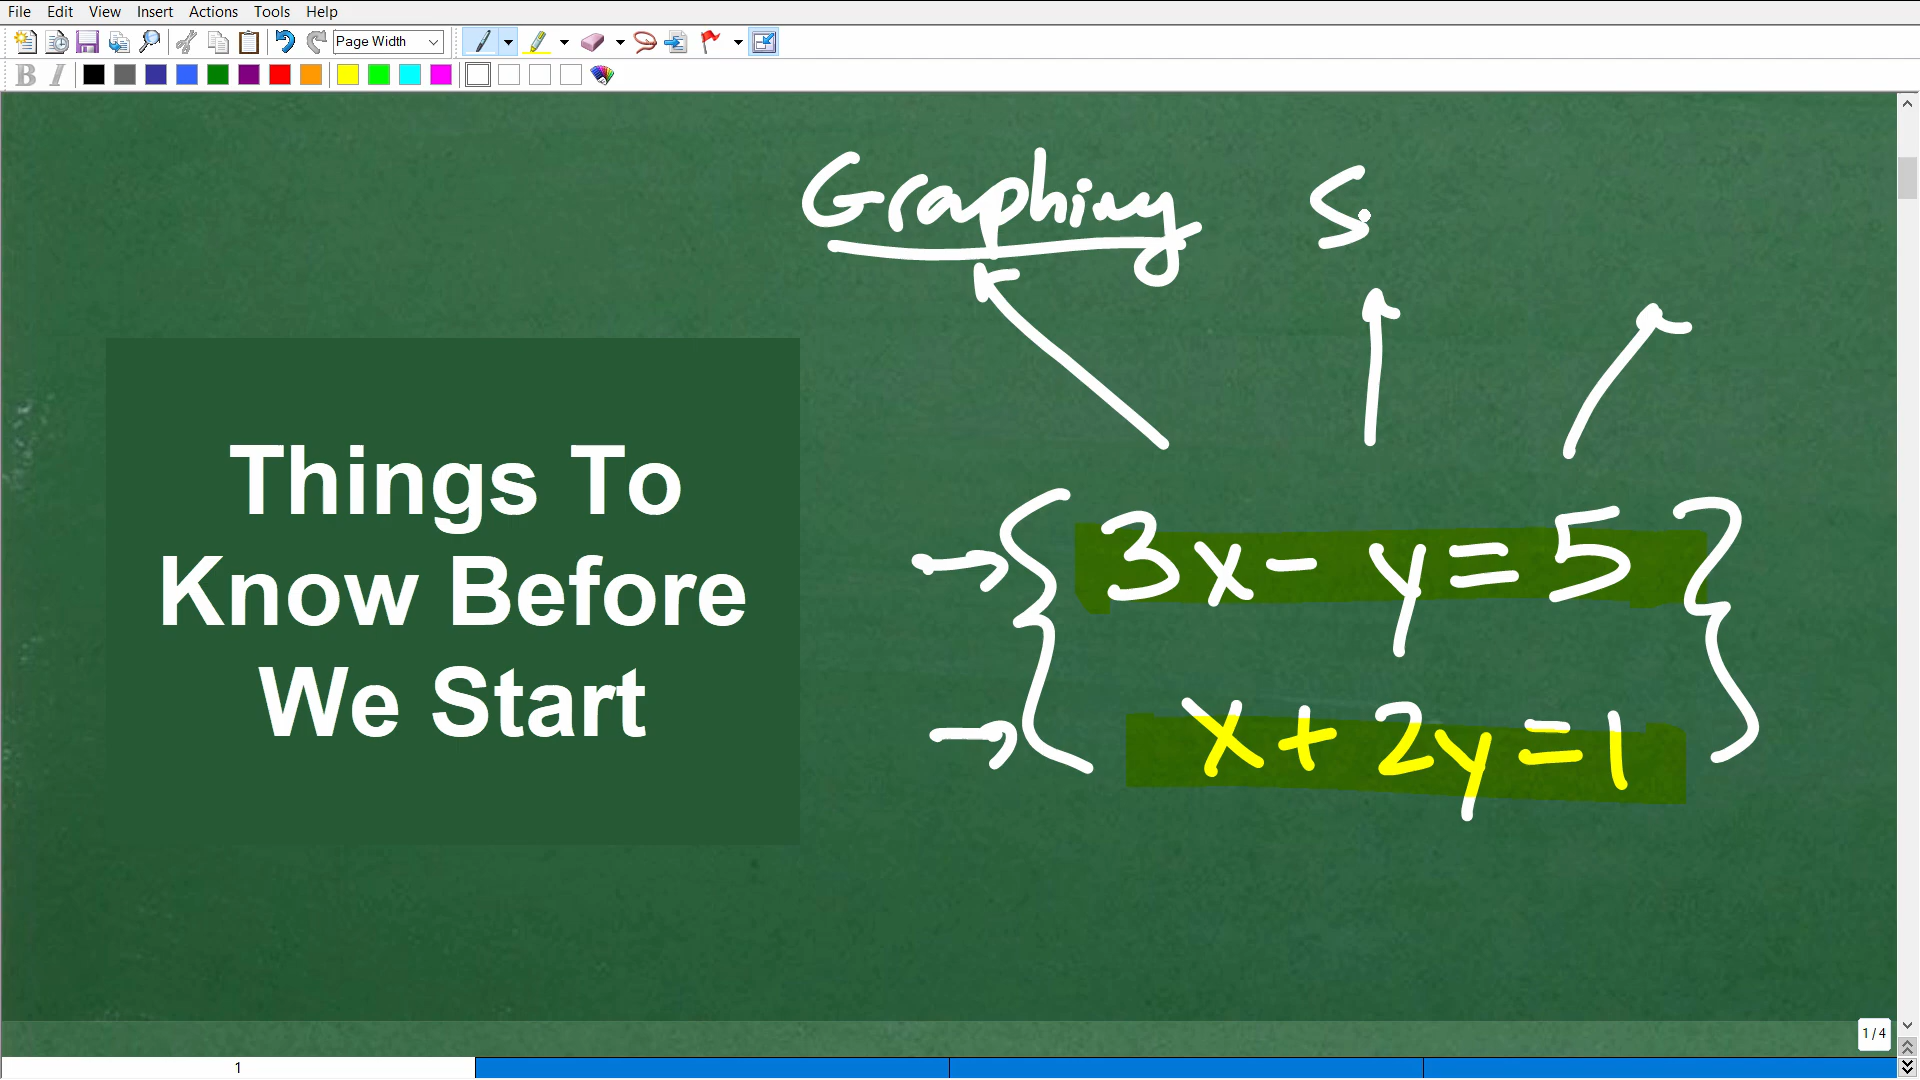 File Edit View Insert Actions Tools Help
Page Width
B I
Graphing S
Things To
Know Before
We Start
{ 3x - y = 5 }
x + 2y = 1
1 / 4
1